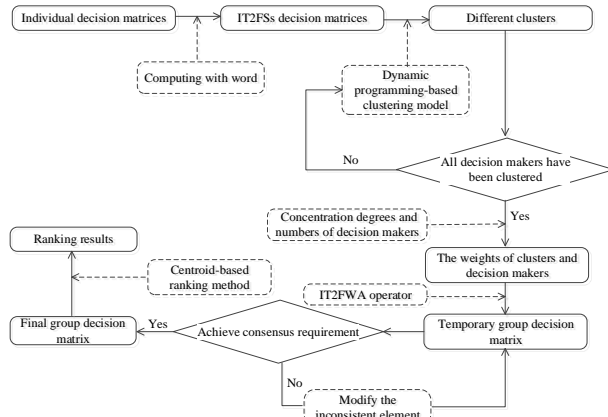 Individual decision matrices
IT2FSs decision matrices
Different clusters
Computing with word
Dynamic
programming-based
clustering model
No
All decision makers have
been clustered
Concentration degrees and
numbers of decision makers
Yes
Ranking results
The weights of clusters and
decision makers
Centroid-based
ranking method
IT2FWA operator
Final group decision
matrix
Yes
Achieve consensus requirement
Temporary group decision
matrix
No
Modify the
inconsistent element